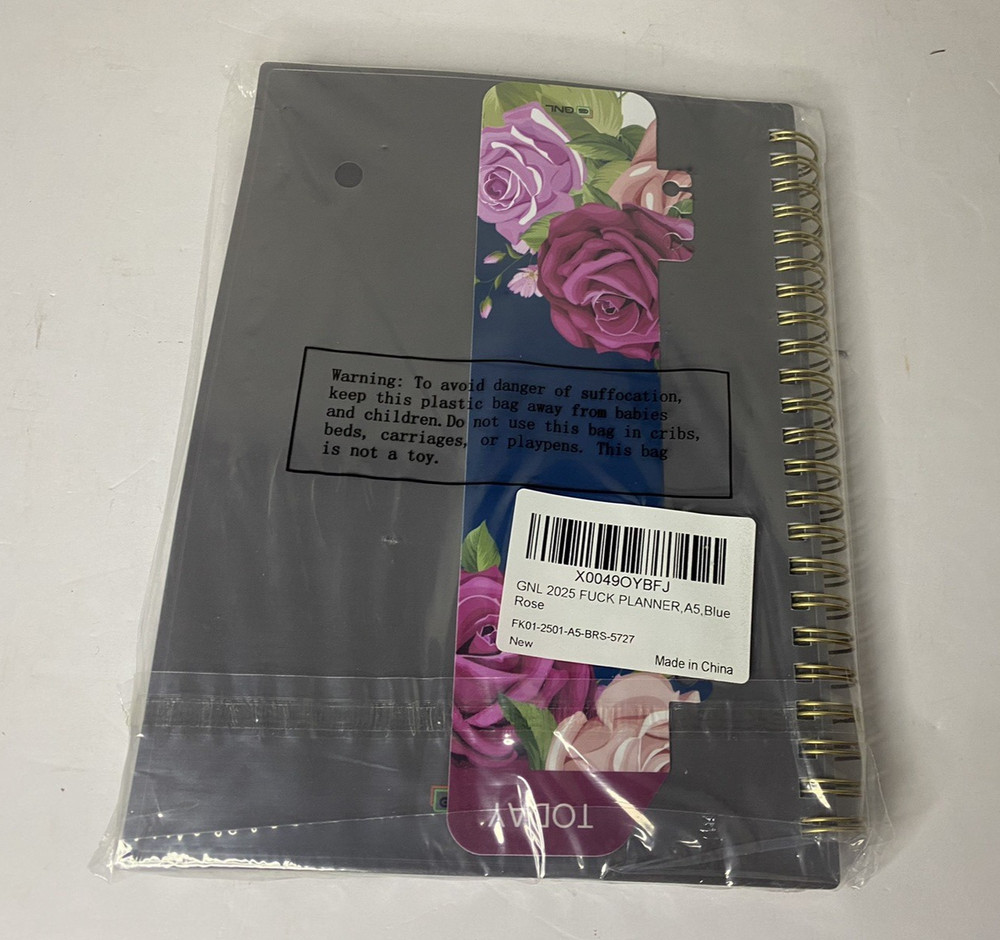 GNL
Warning: To avoid danger of suffocation,
keep this plastic bag away from babies
and children.Do not use this bag in cribs,
beds, carriages, or playpens. This bag
is not a toy.
X0049OYBFJ
GNL 2025 FUCK PLANNER,A5,Blue
Rose
FK01-2501-A5-BRS-5727
New
Made in China
TODAY